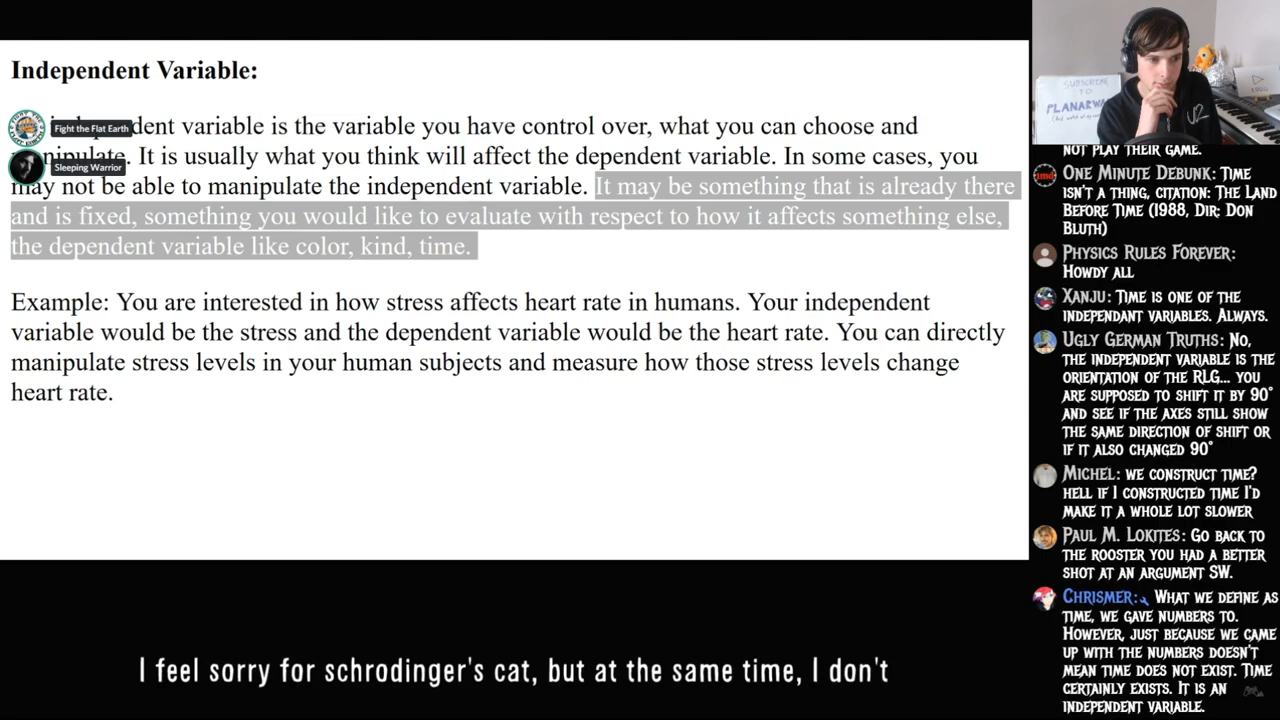 Independent Variable:
Fight the Flat Earth
dent variable is the variable you have control over, what you can choose and
Sleeping Warrior
. It is usually what you think will affect the dependent variable. In some cases, you
may not be able to manipulate the independent variable. It may be something that is already there
and is fixed, something you would like to evaluate with respect to how it affects something else,
the dependent variable like color, kind, time.
Example: You are interested in how stress affects heart rate in humans. Your independent
variable would be the stress and the dependent variable would be the heart rate. You can directly
manipulate stress levels in your human subjects and measure how those stress levels change
heart rate.
I feel sorry for schrodinger's cat, but at the same time, I don't
SUBSCRIBE
TO
PLANARWA
NOT PLAY THEIR GAME.
One Minute Debunk: Time
isn't a thing, citation: The Land
Before Time (1988, Dir: Don
Bluth)
Physics Rules Forever:
Howdy all
Xanju: Time is one of the
independant variables. Always.
Ugly German Truths: No,
the independent variable is the
orientation of the RLG... you
are supposed to shift it by 90°
and see if the axes still show
the same direction of shift or
if it also changed 90°
Michel: we construct time?
Hell if I constructed time I'd
make it a whole lot slower
Paul M. Lokites: Go back to
the rooster you had a better
shot at an argument SW.
Chrismer: What we define as
time, we gave numbers to.
However, just because we came
up with the numbers doesn't
mean time does not exist. Time
certainly exists. It is an
independent variable.